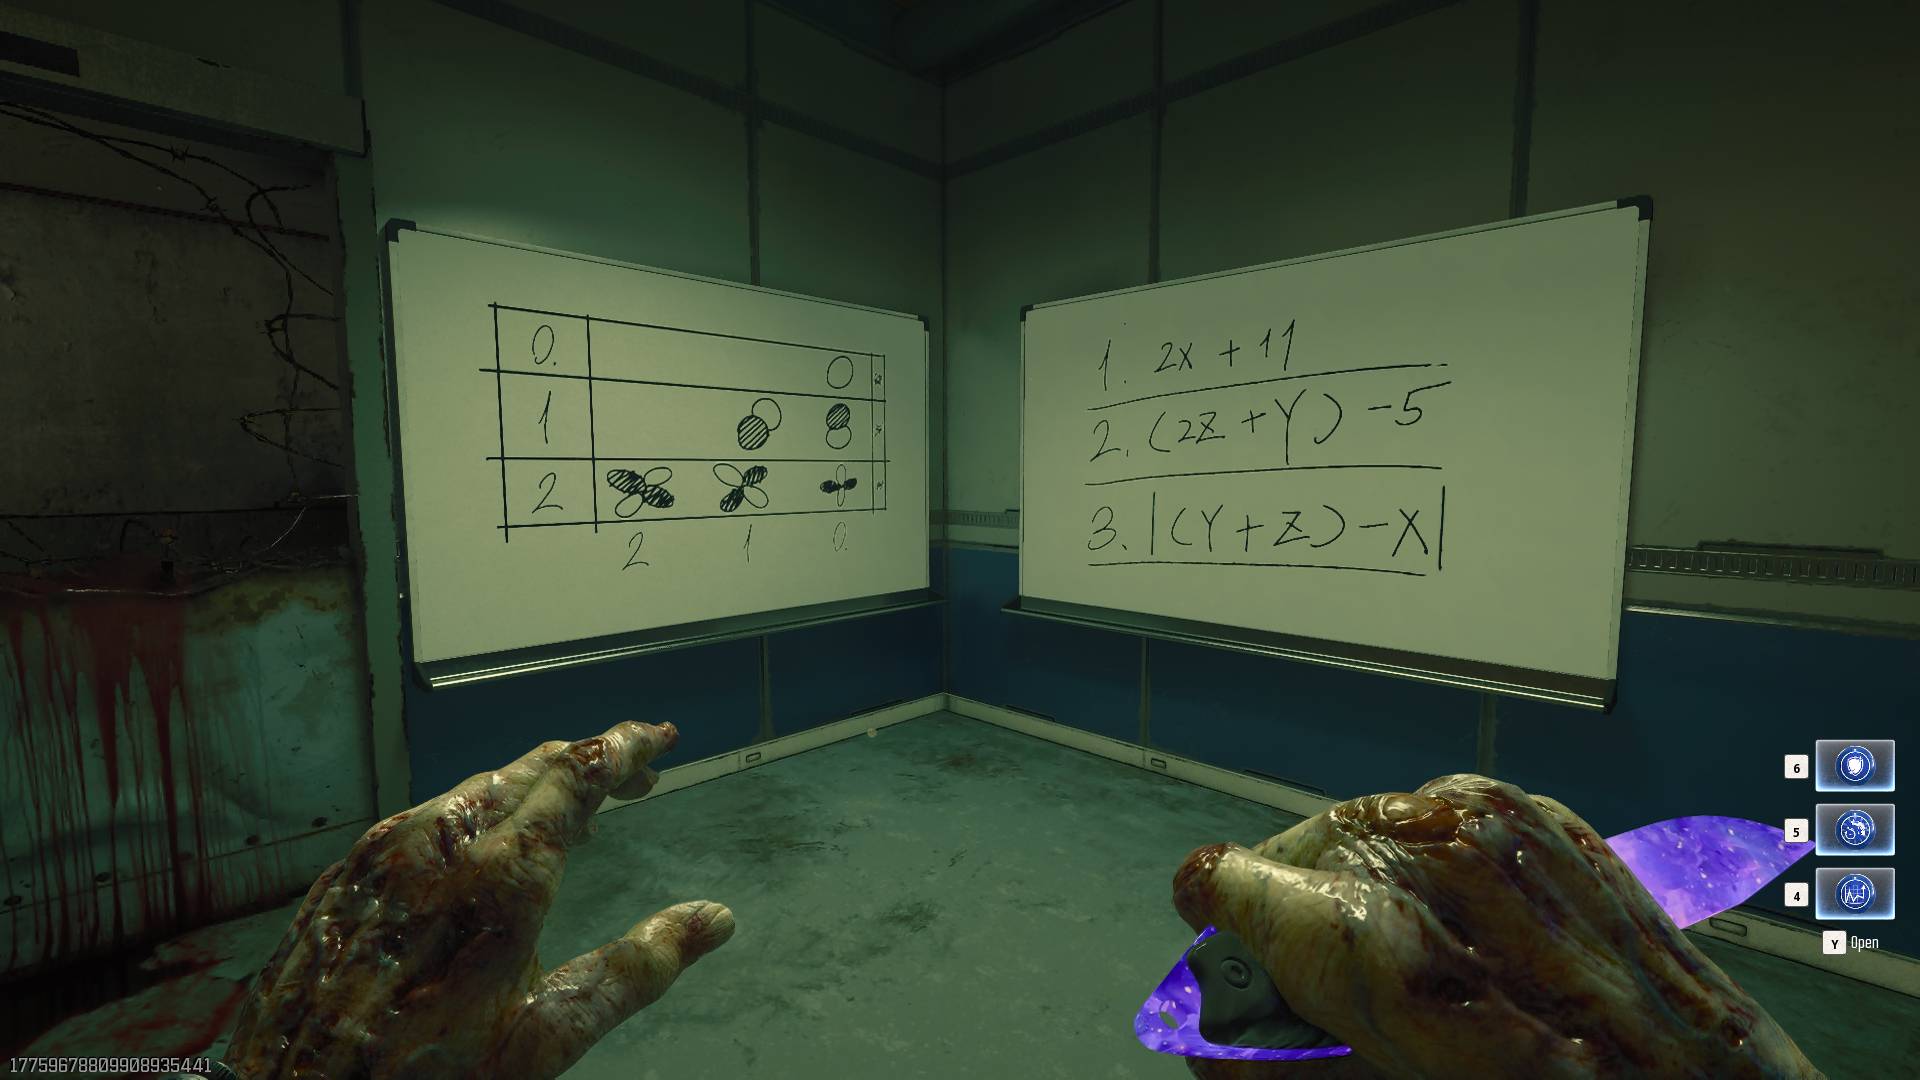 0.
1
2
2 1 0.
1. 2x + 11
2. (2Z + Y) - 5
3. |(Y + Z) - X|
6
5
4
Y Open
17759678809908935441